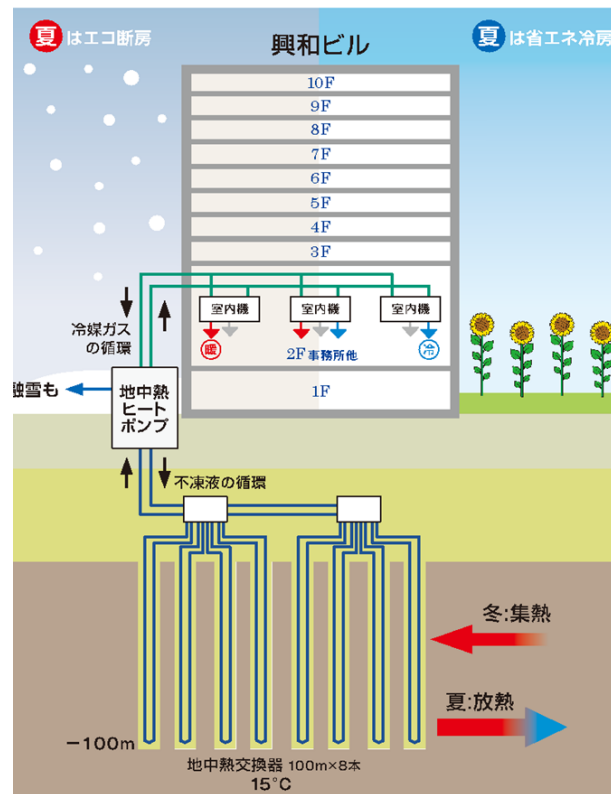 夏はエコ断房
興和ビル
夏は省エネ冷房
10F
9F
8F
7F
6F
5F
4F
3F
室内機
室内機
室内機
暖
冷
2F 事務所他
1F
冷媒ガス
の循環
融雪も
地中熱
ヒート
ポンプ
不凍液の循環
冬:集熱
夏:放熱
-100m
地中熱交換器 100m×8本
15°C